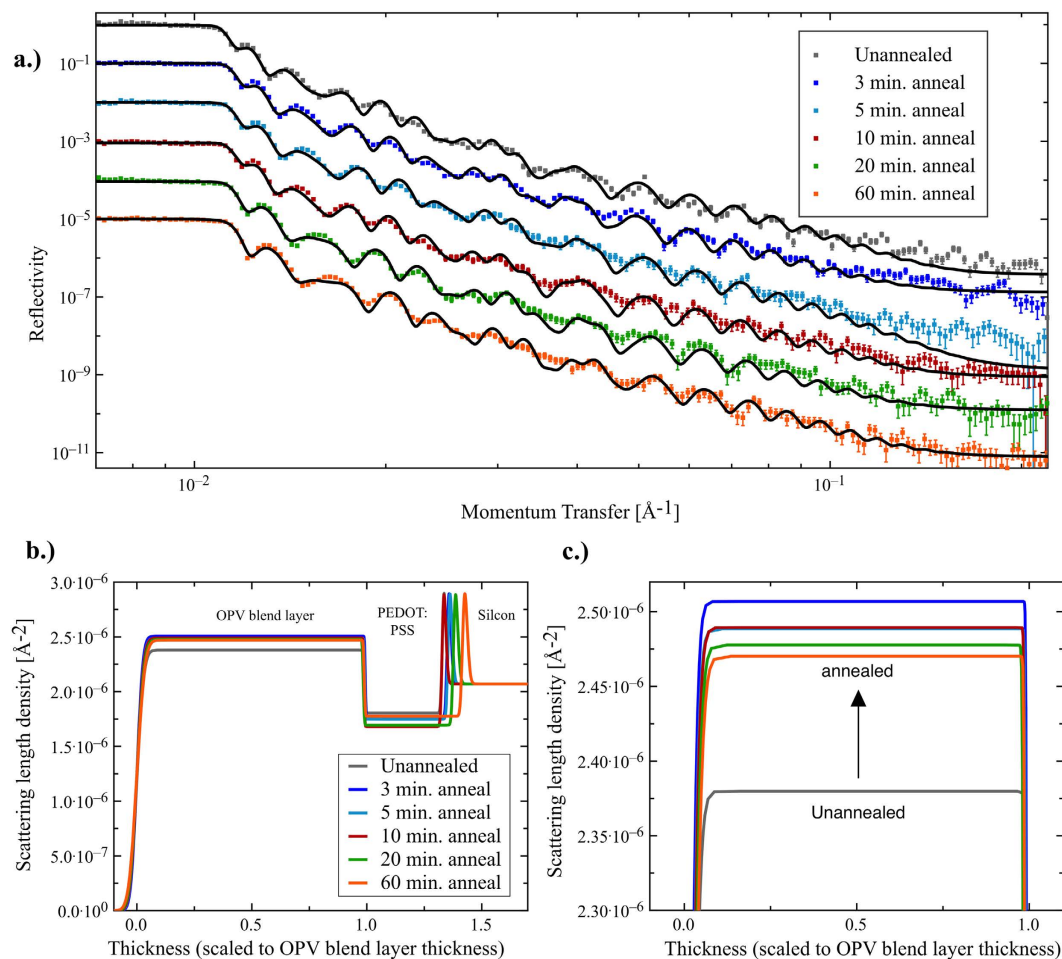 a.)
Reflectivity
10⁻¹
10⁻³
10⁻⁵
10⁻⁷
10⁻⁹
10⁻¹¹
Unannealed
3 min. anneal
5 min. anneal
10 min. anneal
20 min. anneal
60 min. anneal
10⁻²
10⁻¹
Momentum Transfer [Å⁻¹]
b.)
Scattering length density [Å⁻²]
3.0·10⁻⁶
2.5·10⁻⁶
2.0·10⁻⁶
1.5·10⁻⁶
1.0·10⁻⁶
5.0·10⁻⁷
0.0·10⁰
OPV blend layer
PEDOT:
PSS
Silcon
Unannealed
3 min. anneal
5 min. anneal
10 min. anneal
20 min. anneal
60 min. anneal
0.0
0.5
1.0
1.5
Thickness (scaled to OPV blend layer thickness)
c.)
Scattering length density [Å⁻²]
2.50·10⁻⁶
2.45·10⁻⁶
2.40·10⁻⁶
2.35·10⁻⁶
2.30·10⁻⁶
annealed
Unannealed
0.0
0.5
1.0
Thickness (scaled to OPV blend layer thickness)